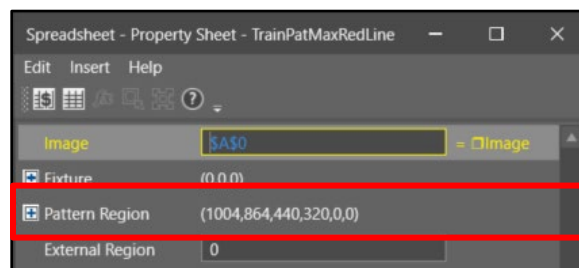 Spreadsheet - Property Sheet - TrainPatMaxRedLine
Edit Insert Help
Image $A$0 = Image
Fixture (0,0,0)
Pattern Region (1004,864,440,320,0,0)
External Region 0